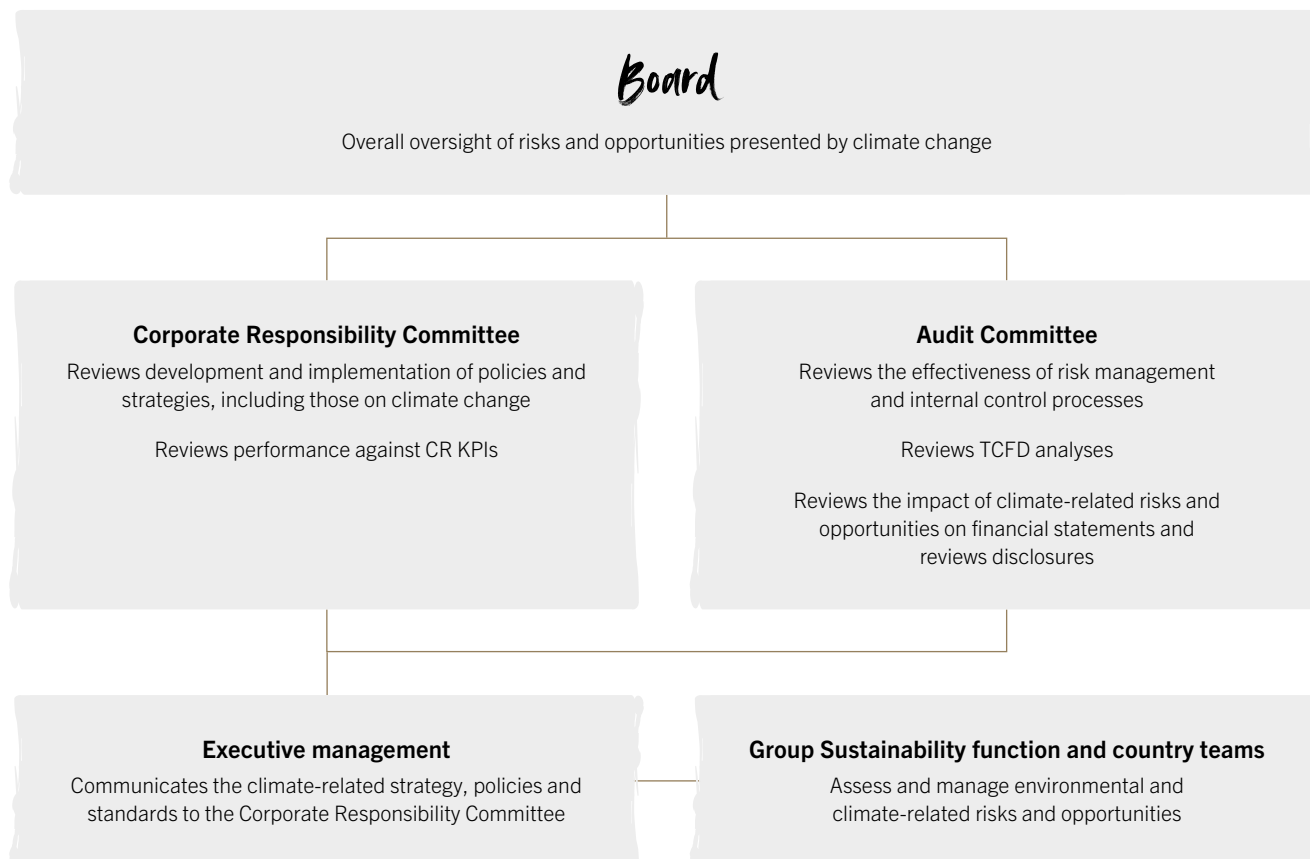 Board
Overall oversight of risks and opportunities presented by climate change
Corporate Responsibility Committee
Reviews development and implementation of policies and
strategies, including those on climate change
Reviews performance against CR KPIs
Audit Committee
Reviews the effectiveness of risk management
and internal control processes
Reviews TCFD analyses
Reviews the impact of climate-related risks and
opportunities on financial statements and
reviews disclosures
Executive management
Communicates the climate-related strategy, policies and
standards to the Corporate Responsibility Committee
Group Sustainability function and country teams
Assess and manage environmental and
climate-related risks and opportunities